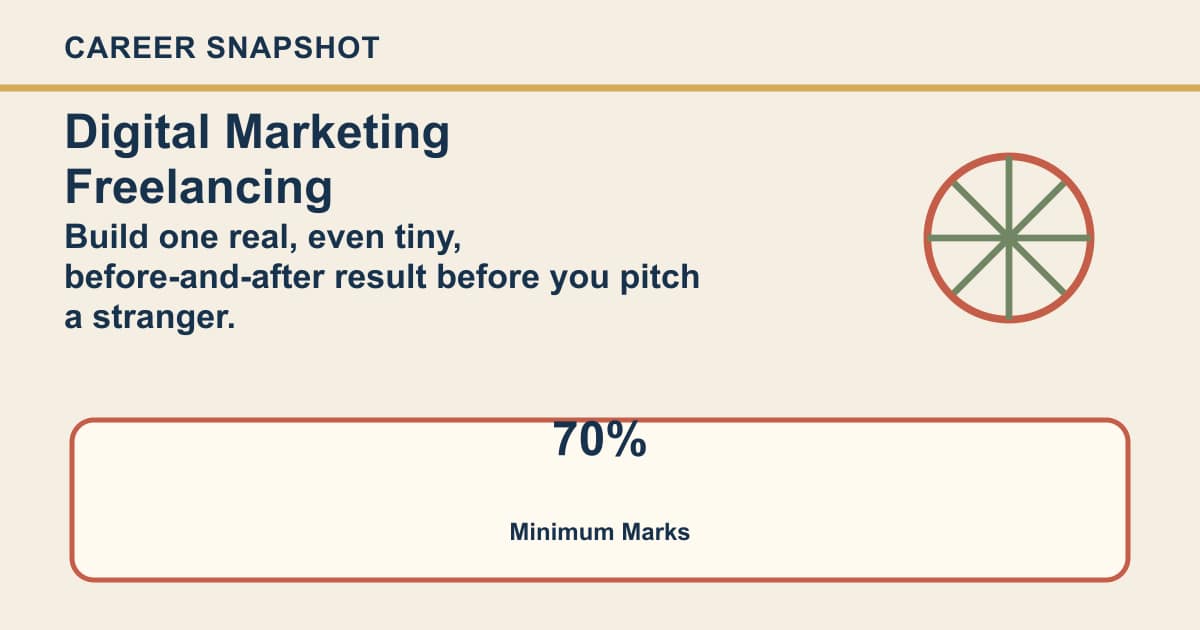 CAREER SNAPSHOT
Digital Marketing
Freelancing
Build one real, even tiny,
before-and-after result before you pitch
a stranger.
70%
Minimum Marks